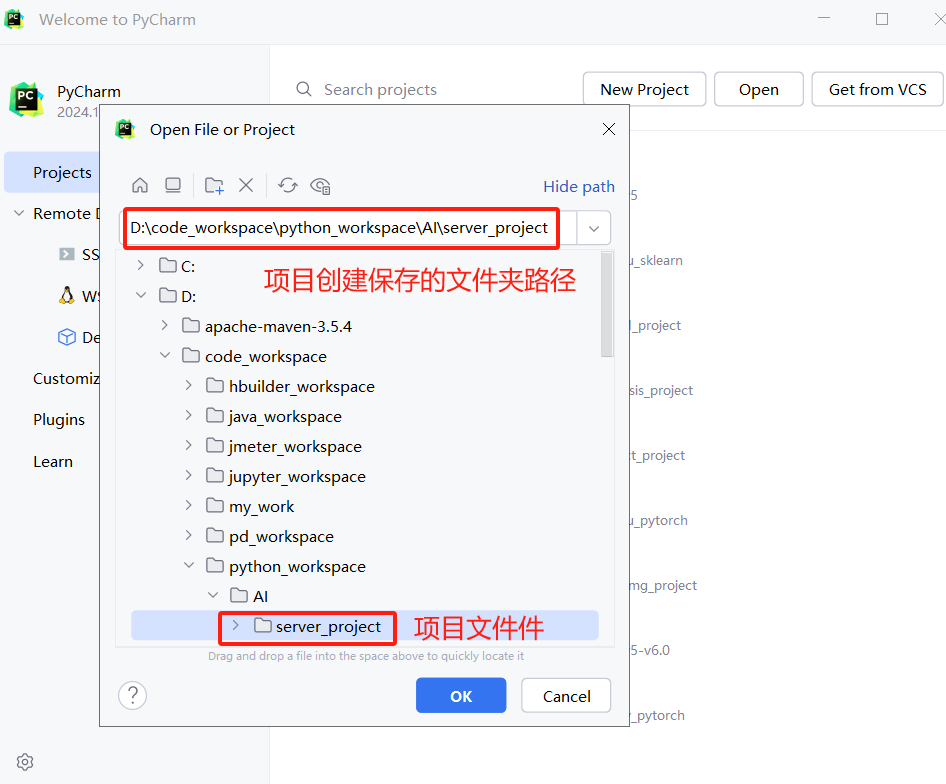 Welcome to PyCharm
PyCharm
2024.1
Search projects
New Project
Open
Get from VCS
Open File or Project
Projects
Hide path
Remote D
D:\code_workspace\python_workspace\AI\server_project
SS
C:
项目创建保存的文件夹路径
u_sklearn
WS
D:
apache-maven-3.5.4
_project
De
code_workspace
Customiz
hbuilder_workspace
sis_project
Plugins
java_workspace
jmeter_workspace
t_project
Learn
jupyter_workspace
my_work
u_pytorch
pd_workspace
python_workspace
mg_project
AI
server_project
项目文件件
5-v6.0
Drag and drop a file into the space above to quickly locate it
?
OK
Cancel
_pytorch